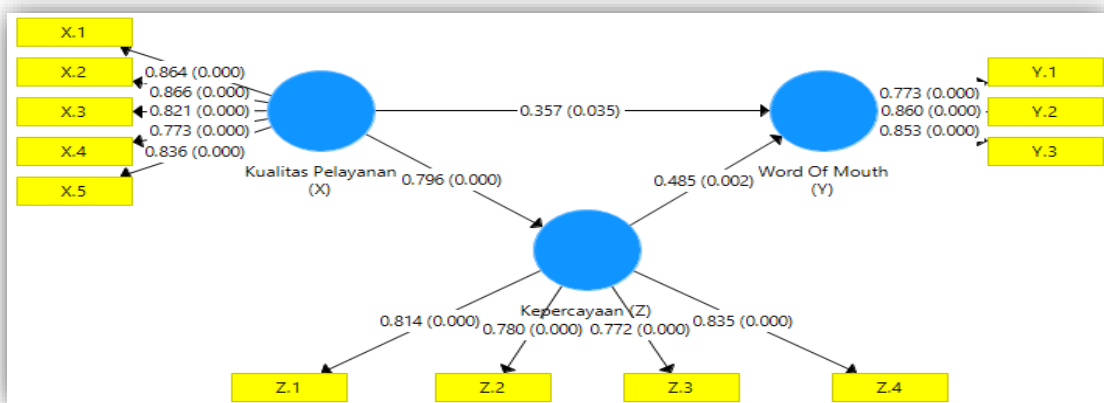 X.1
X.2
X.3
X.4
X.5
0.864 (0.000)
0.866 (0.000)
0.821 (0.000)
0.773 (0.000)
0.836 (0.000)
Kualitas Pelayanan
(X)
0.357 (0.035)
0.796 (0.000)
0.485 (0.002)
Word Of Mouth
(Y)
0.773 (0.000)
0.860 (0.000)
0.853 (0.000)
Y.1
Y.2
Y.3
Kepercayaan (Z)
0.814 (0.000)
0.780 (0.000)
0.772 (0.000)
0.835 (0.000)
Z.1
Z.2
Z.3
Z.4